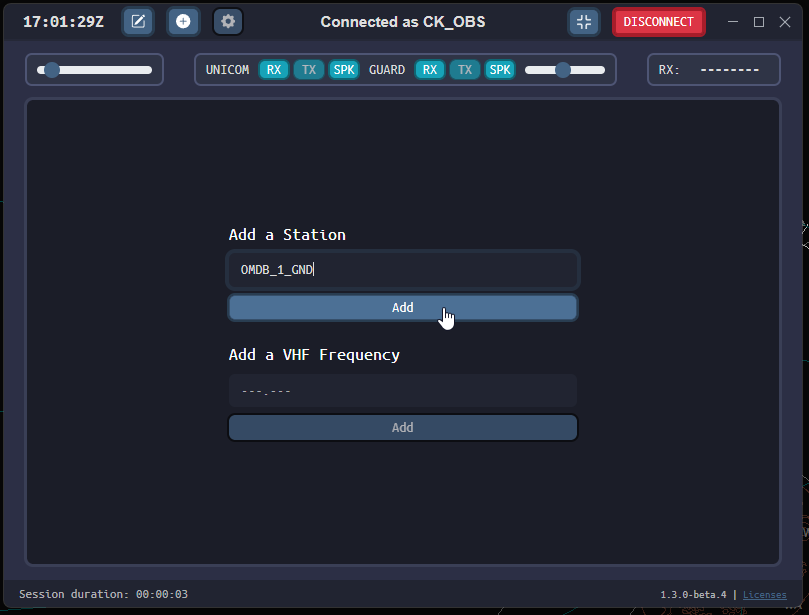 17:01:29Z Connected as CK_OBS DISCONNECT
UNICOM RX TX SPK GUARD RX TX SPK RX: --------
Add a Station
OMDB_1_GND
Add
Add a VHF Frequency
---.---
Add
Session duration: 00:00:03 1.3.0-beta.4 | Licenses